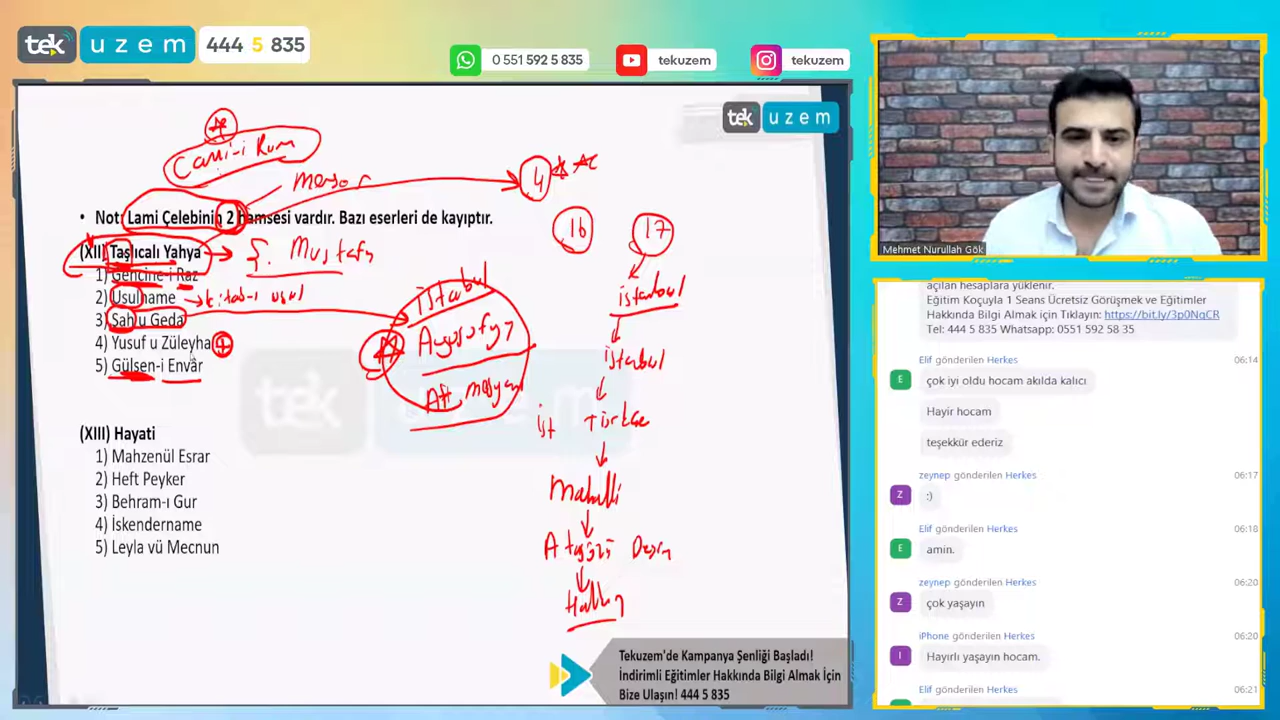 tek uzem 444 5 835
0 551 592 5 835
tekuzem
tekuzem
tek uzem
Cami-i Rum
4
16
17
• Not: Lami Çelebinin 2 hamsesi vardır. Bazı eserleri de kayıptır.
(XII) Taşlıcalı Yahya
Ş. Mustafa
1) Gencine-i Raz
2) Usulname
kitab-ı usul
3) Şah u Geda
4) Yusuf u Züleyha
5) Gülşen-i Envâr
İstanbul
Ayasofya
At meydanı
İstanbul
İstanbul
İst Türkçe
Mahalli
Atasözü Deyim
(XIII) Hayati
1) Mahzenül Esrar
2) Heft Peyker
3) Behram-ı Gur
4) İskendername
5) Leyla vü Mecnun
tek uzem
Tekuzem'de Kampanya Şenliği Başladı!
İndirimli Eğitimler Hakkında Bilgi Almak İçin
Bize Ulaşın! 444 5 835
Mehmet Nurullah Gök
açılan hesaplara yüklenir.
Eğitim Koçuyla 1 Seans Ücretsiz Görüşmek ve Eğitimler
Hakkında Bilgi Almak için Tıklayın: https://bit.ly/3p0NqCR
Tel: 444 5 835 Whatsapp: 0551 592 58 35
Elif gönderilen Herkes 06:14
E çok iyi oldu hocam akılda kalıcı
Hayir hocam
teşekkür ederiz
zeynep gönderilen Herkes 06:17
Z :)
Elif gönderilen Herkes 06:18
E amin.
zeynep gönderilen Herkes 06:20
Z çok yaşayın
iPhone gönderilen Herkes 06:20
I Hayırlı yaşayın hocam.
Elif gönderilen Herkes 06:21